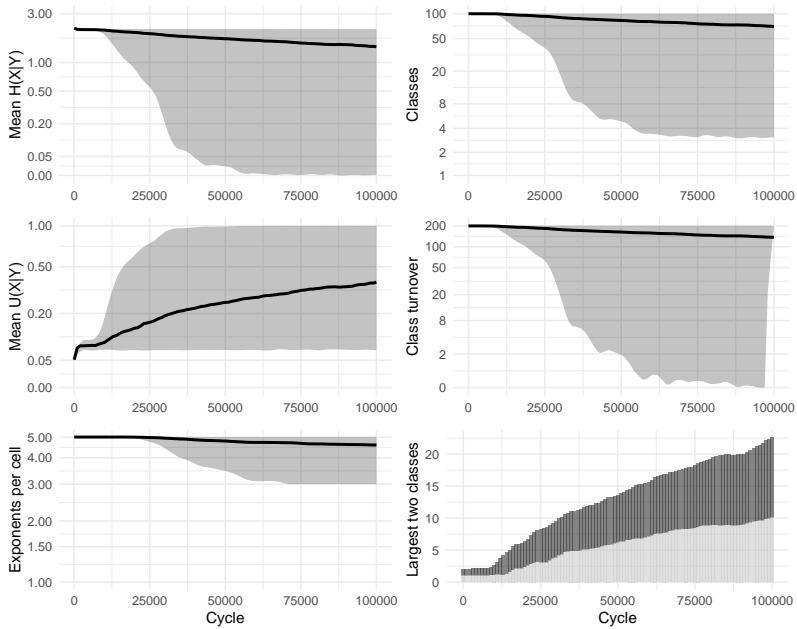 Mean H(X|Y)
3.00
1.00
0.50
0.20
0.05
0.00
0 25000 50000 75000 100000
Classes
100
50
20
8
4
2
1
0 25000 50000 75000 100000
Mean U(X|Y)
1.00
0.50
0.20
0.05
0.00
0 25000 50000 75000 100000
Class turnover
200
100
50
20
8
2
0
0 25000 50000 75000 100000
Exponents per cell
5.00
4.00
3.00
2.00
1.50
1.00
0 25000 50000 75000 100000
Cycle
Largest two classes
20
15
10
5
0
0 25000 50000 75000 100000
Cycle